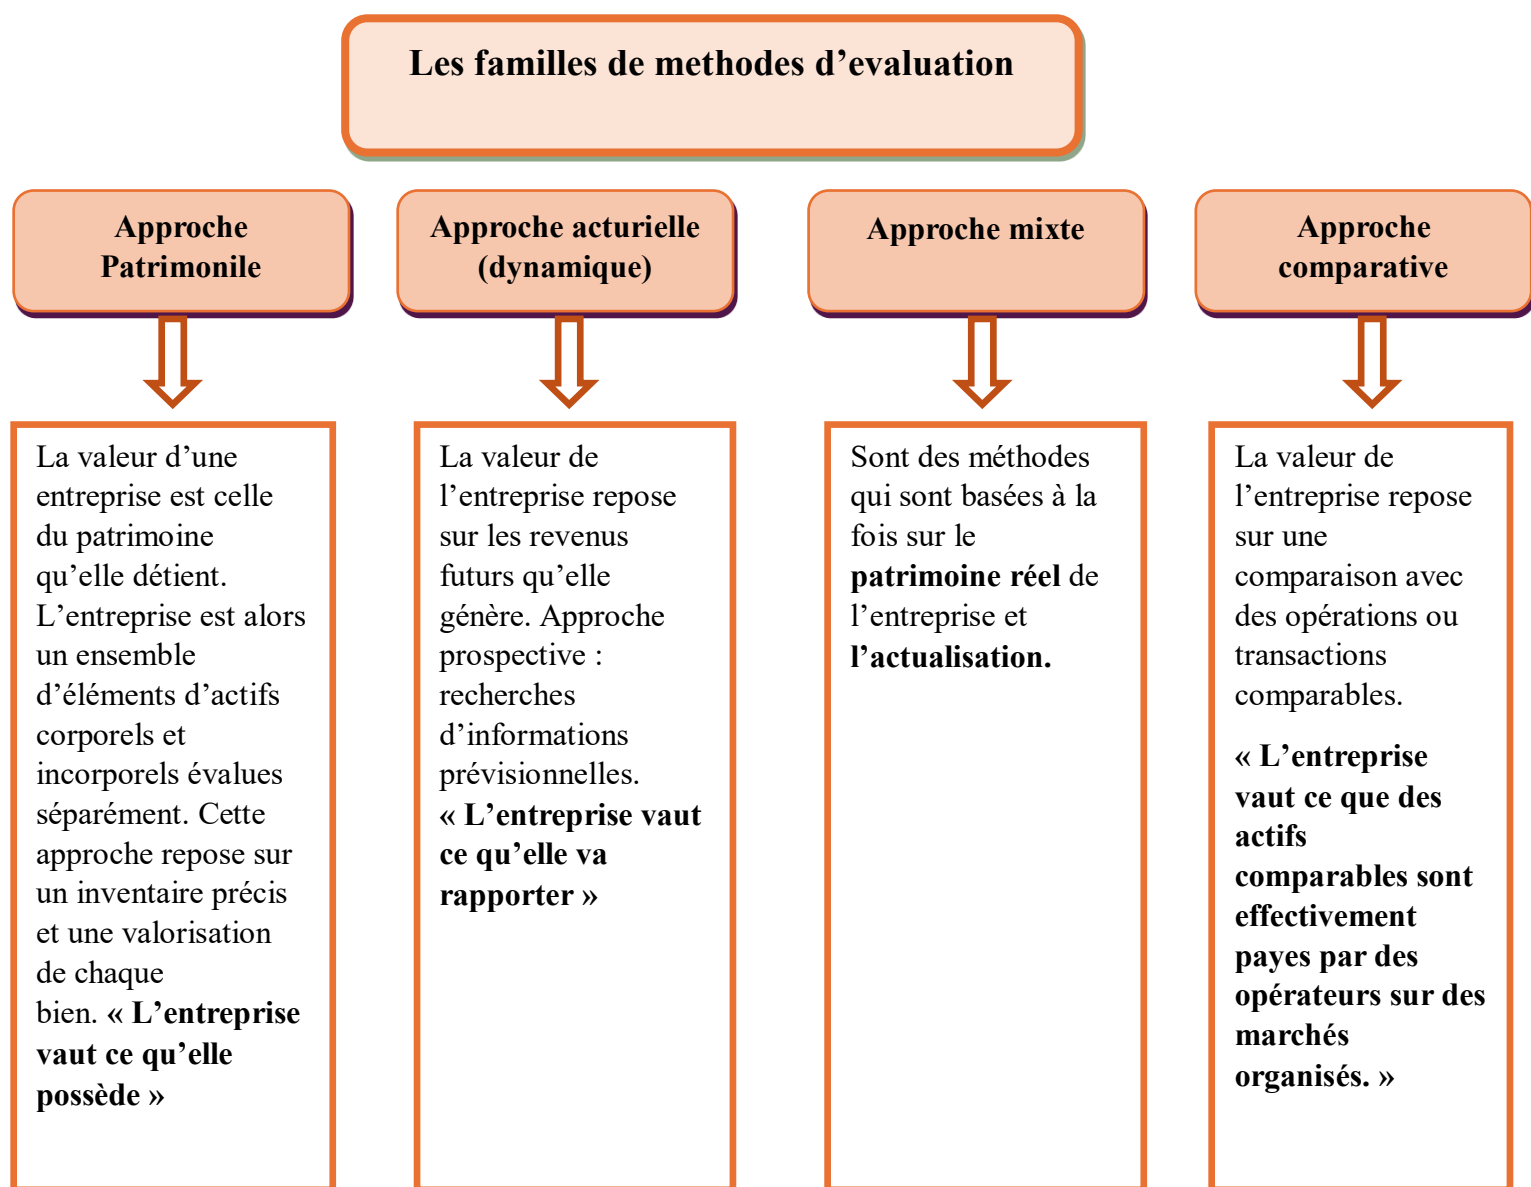 Les familles de methodes d’evaluation
Approche
Patrimonile
Approche acturielle
(dynamique)
Approche mixte
Approche
comparative
La valeur d’une
entreprise est celle
du patrimoine
qu’elle détient.
L’entreprise est alors
un ensemble
d’éléments d’actifs
corporels et
incorporels évalues
séparément. Cette
approche repose sur
un inventaire précis
et une valorisation
de chaque
bien. « L’entreprise
vaut ce qu’elle
possède »
La valeur de
l’entreprise repose
sur les revenus
futurs qu’elle
génère. Approche
prospective :
recherches
d’informations
prévisionnelles.
« L’entreprise vaut
ce qu’elle va
rapporter »
Sont des méthodes
qui sont basées à la
fois sur le
patrimoine réel de
l’entreprise et
l’actualisation.
La valeur de
l’entreprise repose
sur une
comparaison avec
des opérations ou
transactions
comparables.
« L’entreprise
vaut ce que des
actifs
comparables sont
effectivement
payes par des
opérateurs sur des
marchés
organisés. »